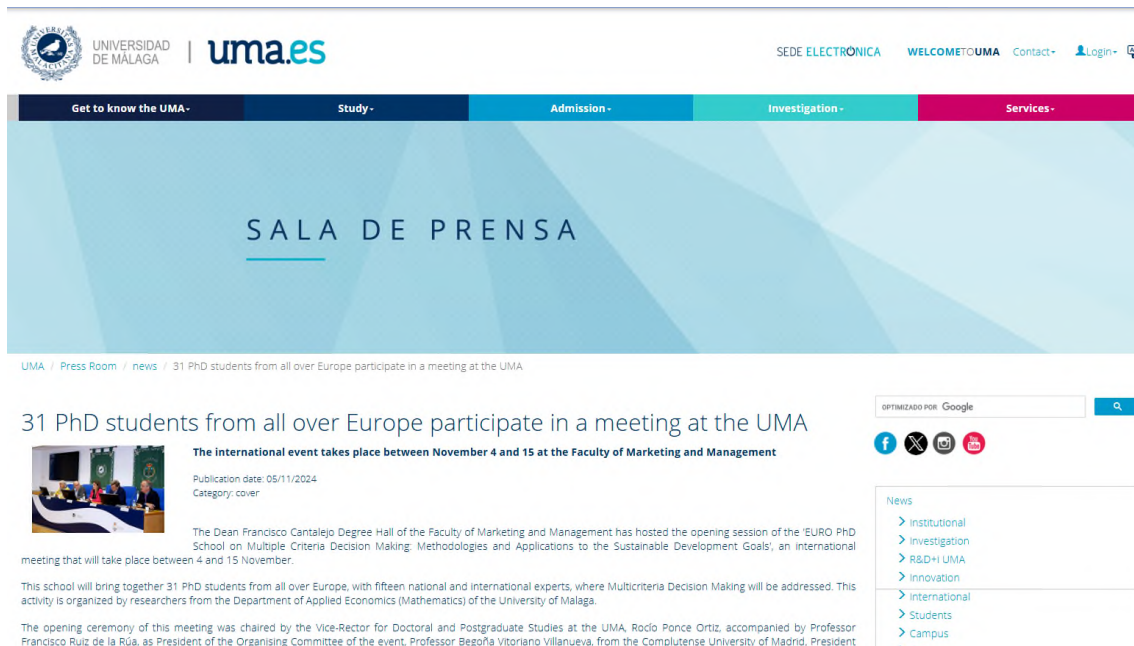 UNIVERSIDAD
DE MÁLAGA
uma.es
SEDE ELECTRÓNICA WELCOMETOUMA Contact Login
Get to know the UMA Study Admission Investigation Services
SALA DE PRENSA
UMA / Press Room / news / 31 PhD students from all over Europe participate in a meeting at the UMA
OPTIMIZADO POR Google
31 PhD students from all over Europe participate in a meeting at the UMA
The international event takes place between November 4 and 15 at the Faculty of Marketing and Management
Publication date: 05/11/2024
Category: cover
The Dean Francisco Cantalejo Degree Hall of the Faculty of Marketing and Management has hosted the opening session of the 'EURO PhD
School on Multiple Criteria Decision Making: Methodologies and Applications to the Sustainable Development Goals', an international
meeting that will take place between 4 and 15 November.
This school will bring together 31 PhD students from all over Europe, with fifteen national and international experts, where Multicriteria Decision Making will be addressed. This
activity is organized by researchers from the Department of Applied Economics (Mathematics) of the University of Malaga.
The opening ceremony of this meeting was chaired by the Vice-Rector for Doctoral and Postgraduate Studies at the UMA, Rocío Ponce Ortiz, accompanied by Professor
Francisco Ruiz de la Rúa, as President of the Organising Committee of the event, Professor Begoña Vitoriano Villanueva, from the Complutense University of Madrid, President
News
Institutional
Investigation
R&D+I UMA
Innovation
International
Students
Campus